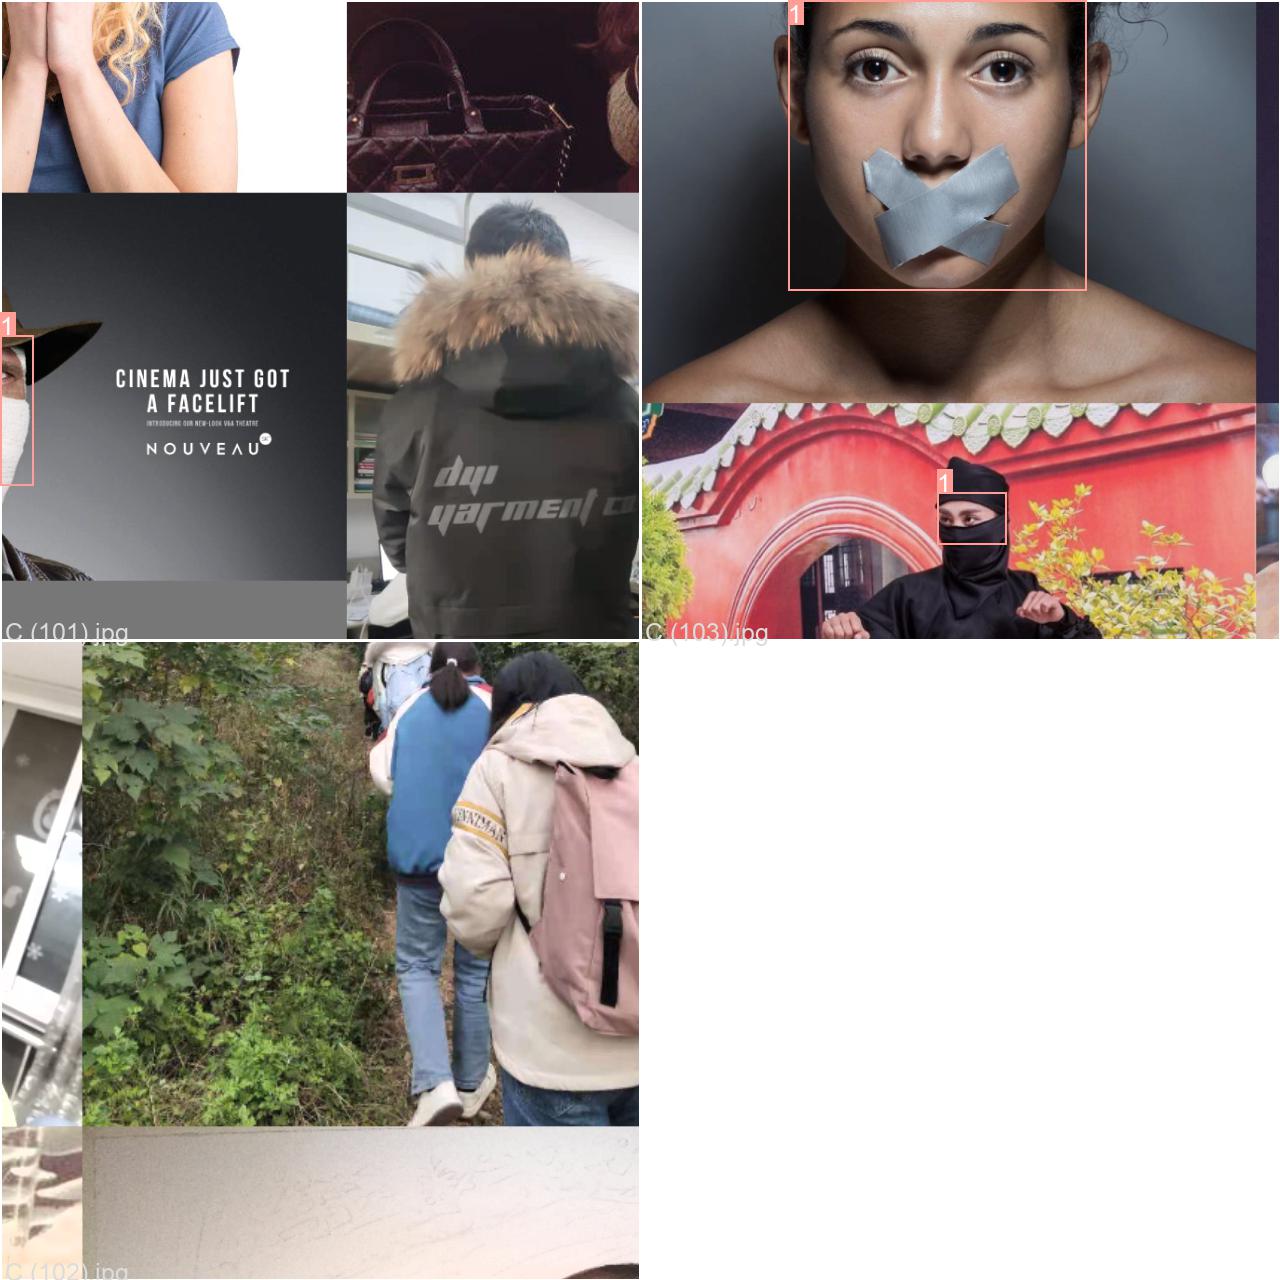 1
1
CINEMA JUST GOT
A FACELIFT
INTRODUCING OUR NEW-LOOK V&A THEATRE
NOUVEAU
dyi
garment co
1
C (101).jpg
C (103).jpg
C (102).jpg